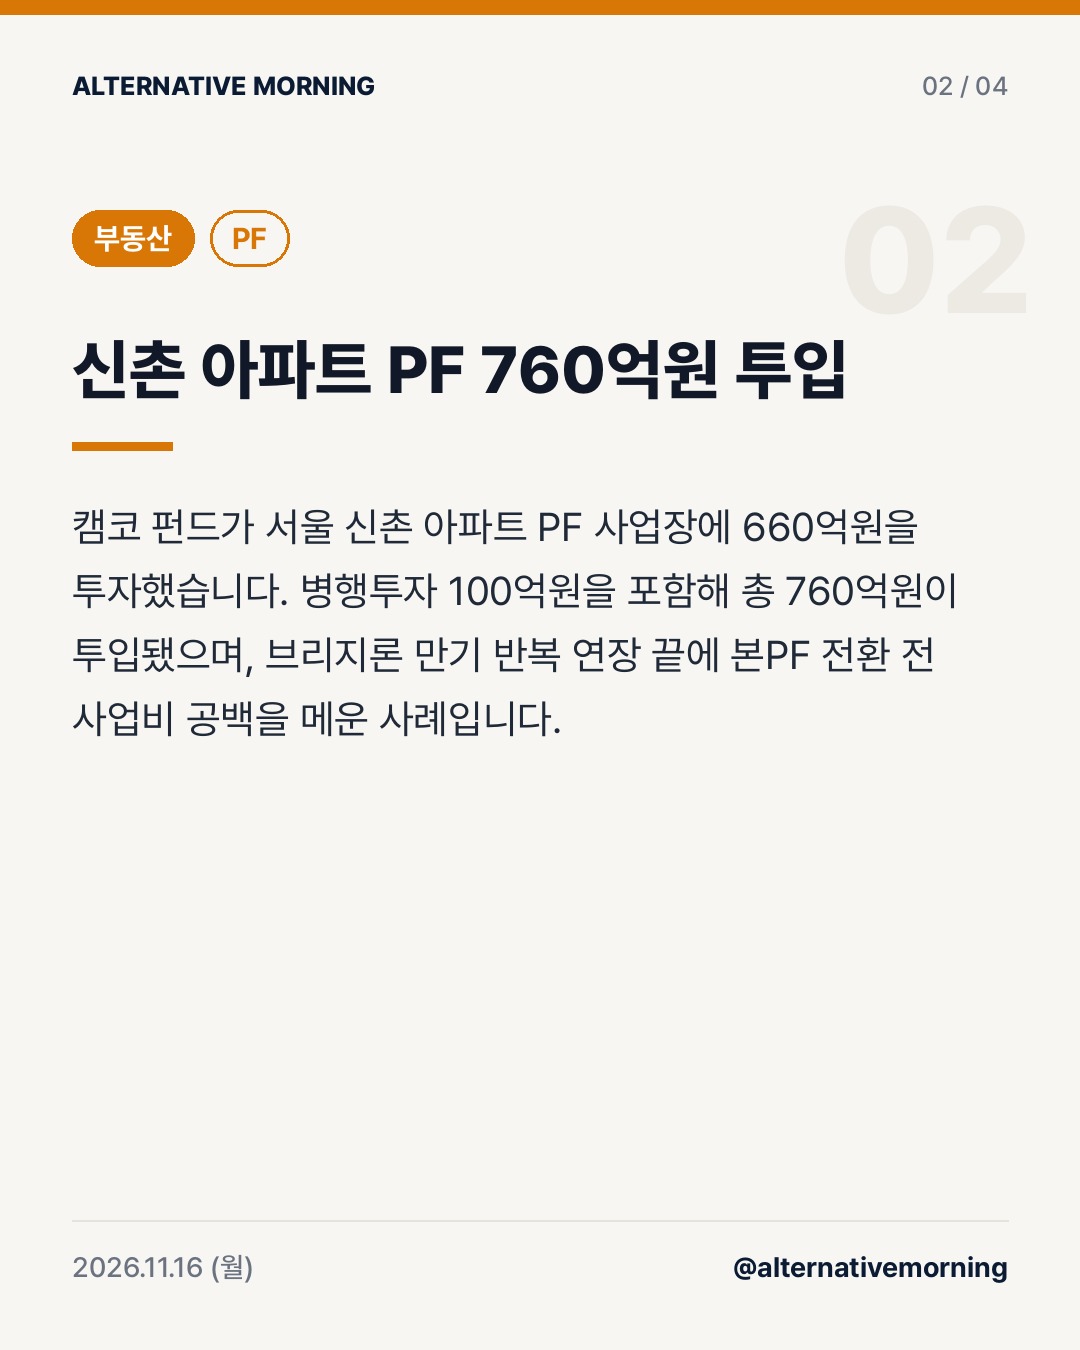 ALTERNATIVE MORNING
02 / 04
부동산
PF
02
신촌 아파트 PF 760억원 투입
캠코 펀드가 서울 신촌 아파트 PF 사업장에 660억원을
투자했습니다. 병행투자 100억원을 포함해 총 760억원이
투입됐으며, 브리지론 만기 반복 연장 끝에 본PF 전환 전
사업비 공백을 메운 사례입니다.
2026.11.16 (월)
@alternativemorning